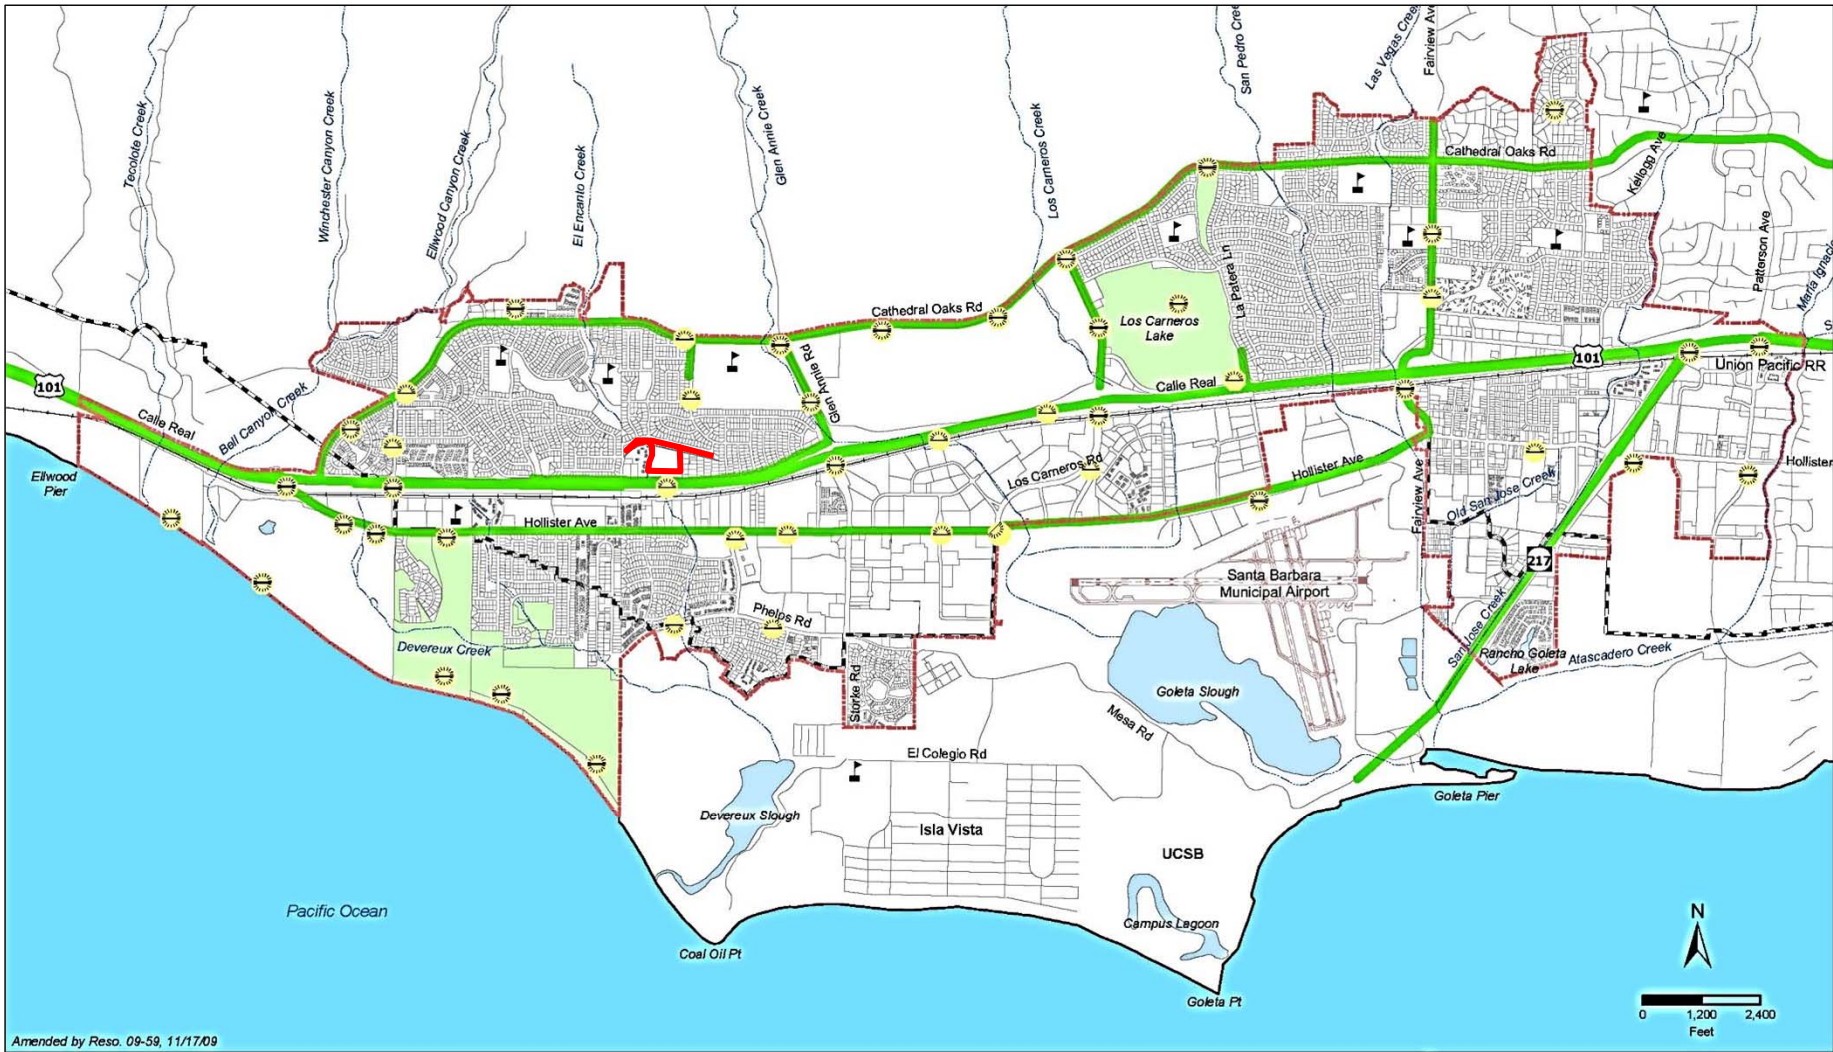 Tecolote Creek
Winchester Canyon Creek
Ellwood Canyon Creek
El Encanto Creek
Glen Annie Creek
Los Carneros Creek
San Pedro Cree
Las Vegas Creek
Fairview Ave
Cathedral Oaks Rd
Kellogg Ave
Patterson Ave
Maria Ignacio
Cathedral Oaks Rd
Glen Annie Rd
Los Carneros
Lake
La Patera Ln
101
Calle Real
Union Pacific RR
S
101
Calle Real
Bell Canyon Creek
Ellwood
Pier
Hollister Ave
Los Carneros Rd
Hollister Ave
Fairview Ave
Old San Jose Creek
Hollister
217
Santa Barbara
Municipal Airport
Phelps Rd
Devereux Creek
San Jose Creek
Rancho Goleta
Lake
Atascadero Creek
Storke Rd
Goleta Slough
Mesa Rd
El Colegio Rd
Goleta Pier
Devereux Slough
Isla Vista
UCSB
Pacific Ocean
Campus Lagoon
Coal Oil Pt
Goleta Pt
N
0 1,200 2,400
Feet
Amended by Reso. 09-59, 11/17/09